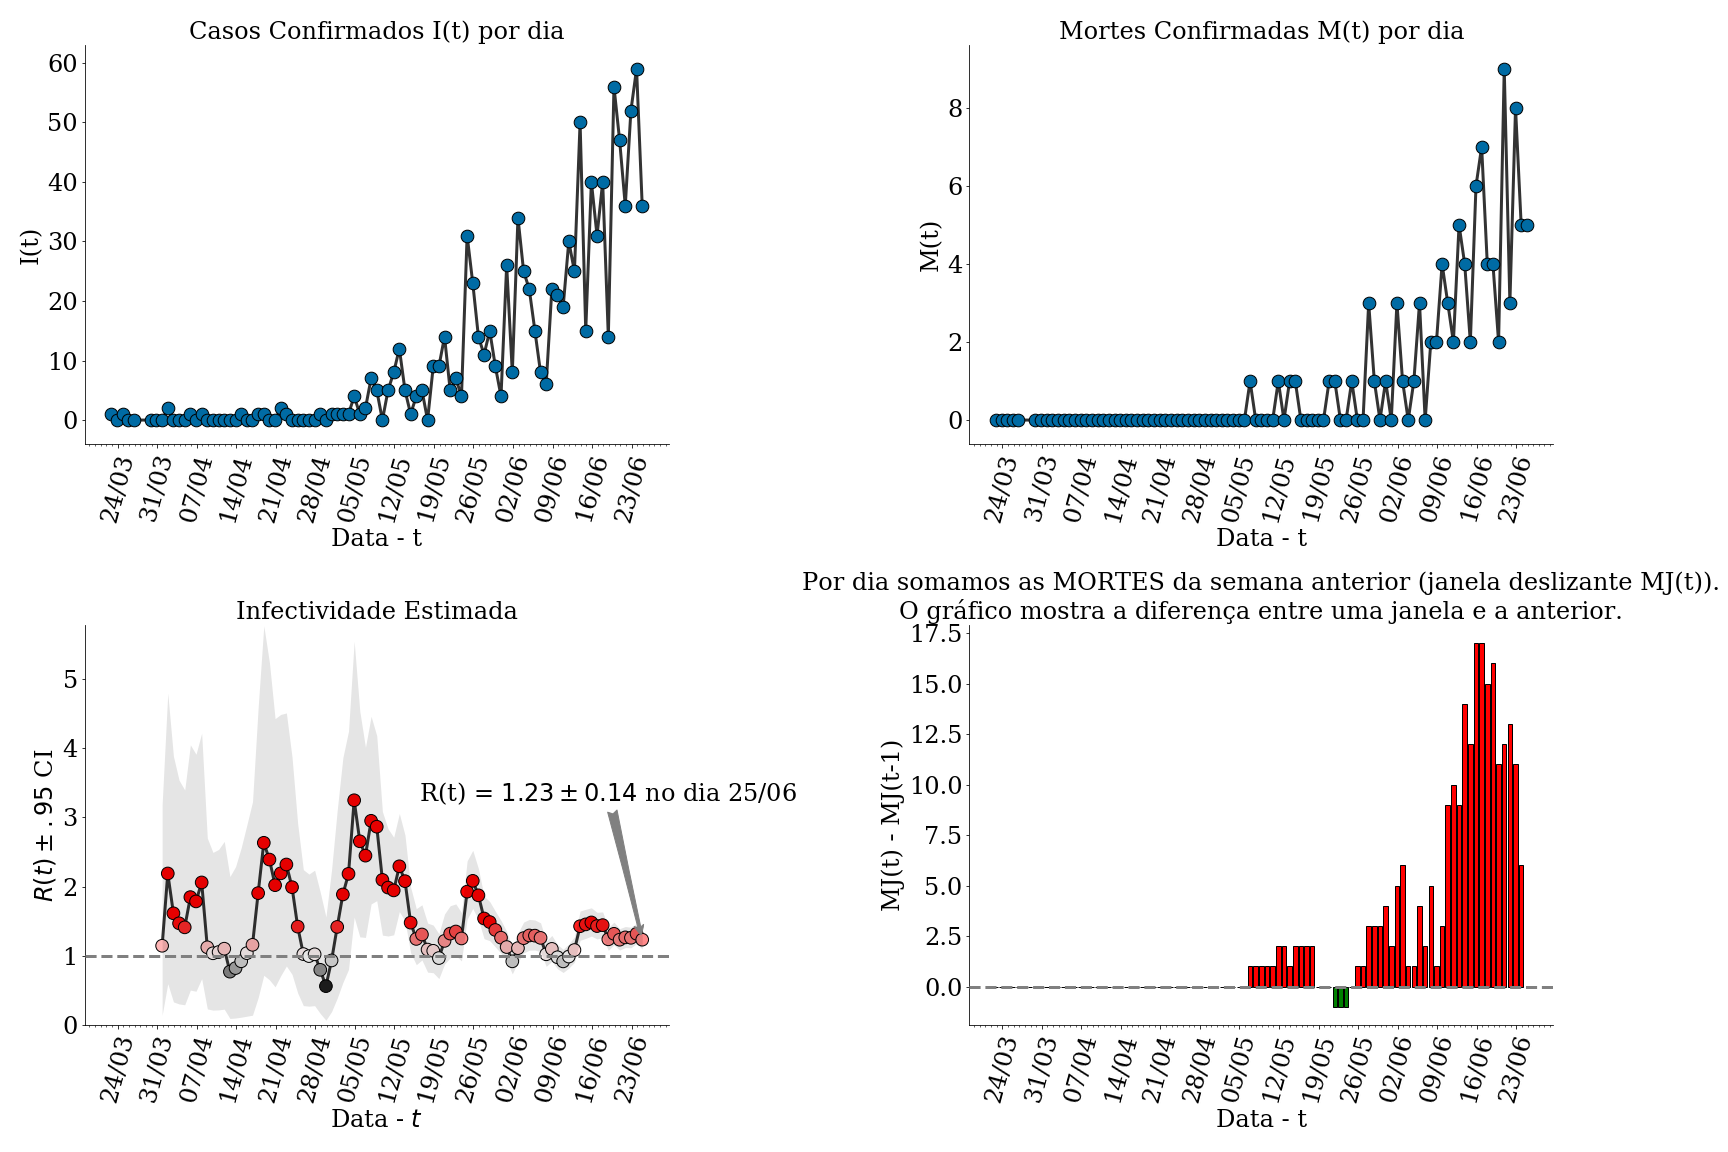 Casos Confirmados I(t) por dia
60
50
40
30
20
10
0
I(t)
24/03 31/03 07/04 14/04 21/04 28/04 05/05 12/05 19/05 26/05 02/06 09/06 16/06 23/06
Data - t
Mortes Confirmadas M(t) por dia
8
6
4
2
0
M(t)
24/03 31/03 07/04 14/04 21/04 28/04 05/05 12/05 19/05 26/05 02/06 09/06 16/06 23/06
Data - t
Infectividade Estimada
5
4
3
2
1
0
R(t) ± .95 CI
R(t) = 1.23 ± 0.14 no dia 25/06
24/03 31/03 07/04 14/04 21/04 28/04 05/05 12/05 19/05 26/05 02/06 09/06 16/06 23/06
Data - t
Por dia somamos as MORTES da semana anterior (janela deslizante MJ(t)).
O gráfico mostra a diferença entre uma janela e a anterior.
17.5
15.0
12.5
10.0
7.5
5.0
2.5
0.0
MJ(t) - MJ(t-1)
24/03 31/03 07/04 14/04 21/04 28/04 05/05 12/05 19/05 26/05 02/06 09/06 16/06 23/06
Data - t